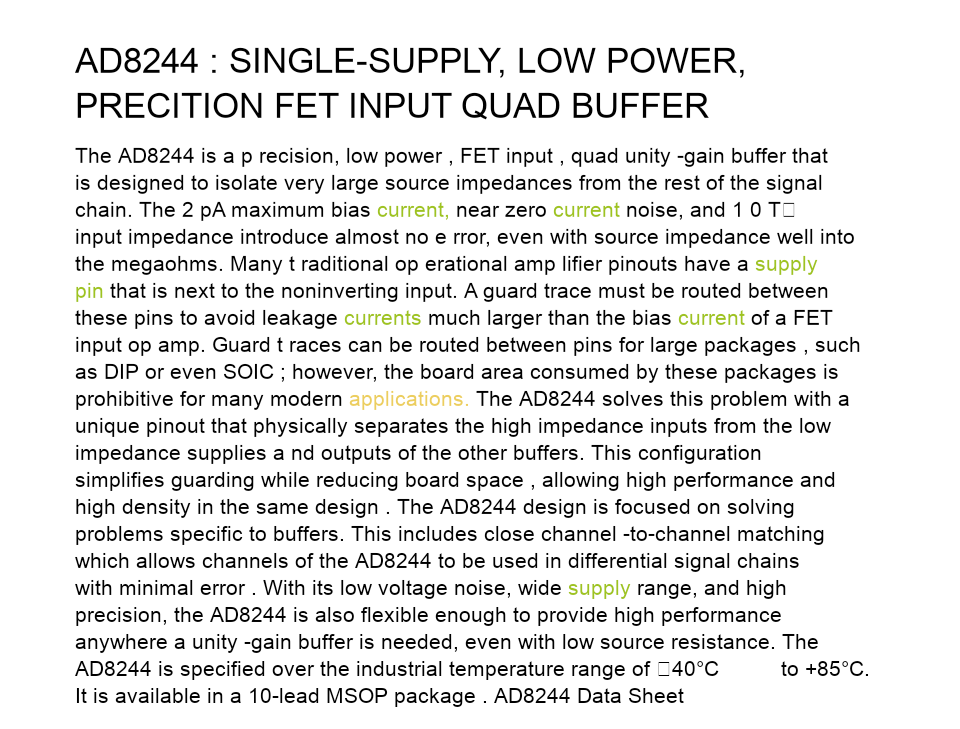 AD8244 : SINGLE-SUPPLY, LOW POWER,
PRECITION FET INPUT QUAD BUFFER
The AD8244 is a p recision, low power , FET input , quad unity -gain buffer that
is designed to isolate very large source impedances from the rest of the signal
chain. The 2 pA maximum bias current, near zero current noise, and 1 0 T□
input impedance introduce almost no e rror, even with source impedance well into
the megaohms. Many t raditional op erational amp lifier pinouts have a supply
pin that is next to the noninverting input. A guard trace must be routed between
these pins to avoid leakage currents much larger than the bias current of a FET
input op amp. Guard t races can be routed between pins for large packages , such
as DIP or even SOIC ; however, the board area consumed by these packages is
prohibitive for many modern applications. The AD8244 solves this problem with a
unique pinout that physically separates the high impedance inputs from the low
impedance supplies a nd outputs of the other buffers. This configuration
simplifies guarding while reducing board space , allowing high performance and
high density in the same design . The AD8244 design is focused on solving
problems specific to buffers. This includes close channel -to-channel matching
which allows channels of the AD8244 to be used in differential signal chains
with minimal error . With its low voltage noise, wide supply range, and high
precision, the AD8244 is also flexible enough to provide high performance
anywhere a unity -gain buffer is needed, even with low source resistance. The
AD8244 is specified over the industrial temperature range of □40°C to +85°C.
It is available in a 10-lead MSOP package . AD8244 Data Sheet